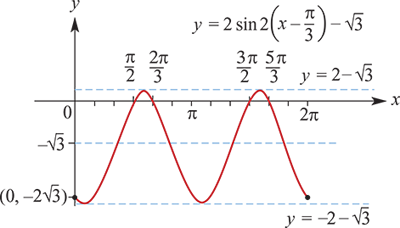 y
y = 2 sin 2(x − π/3) − √3
π/2 2π/3 3π/2 5π/3 y = 2 − √3
0 π 2π x
−√3
(0, −2√3)
y = −2 − √3